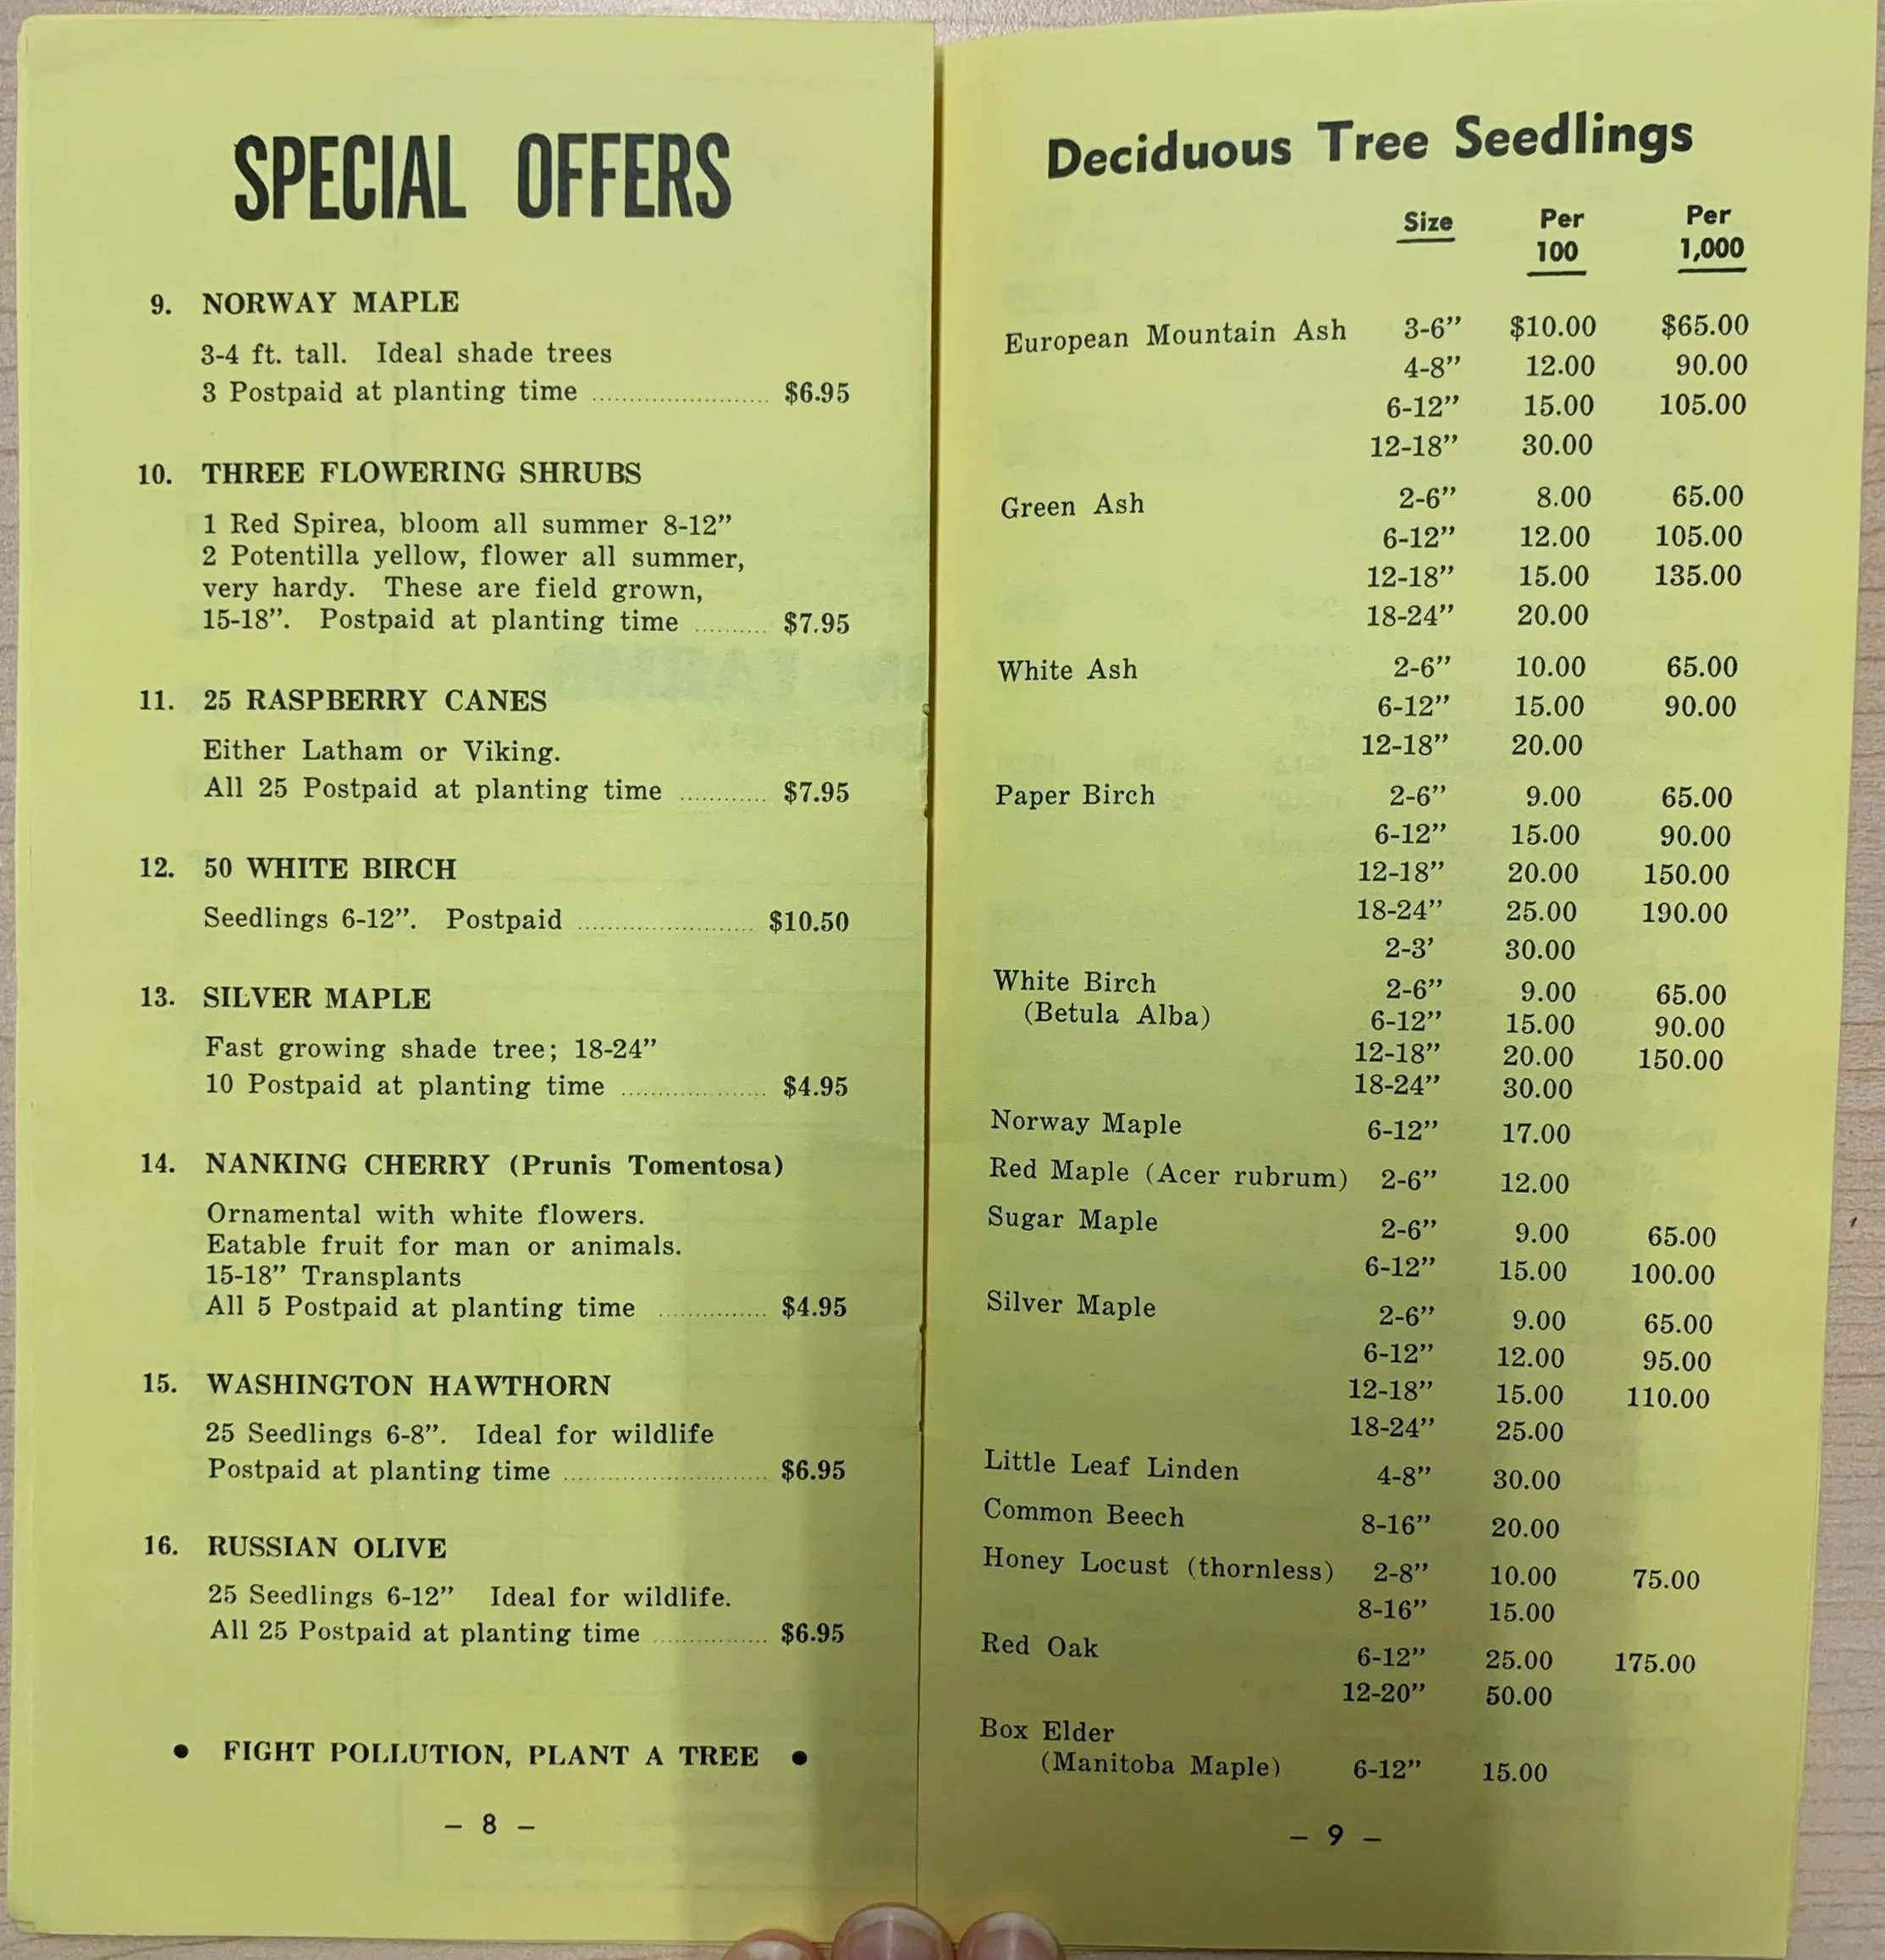 SPECIAL OFFERS
9. NORWAY MAPLE
3-4 ft. tall. Ideal shade trees
3 Postpaid at planting time ........................ $6.95
10. THREE FLOWERING SHRUBS
1 Red Spirea, bloom all summer 8-12”
2 Potentilla yellow, flower all summer,
very hardy. These are field grown,
15-18”. Postpaid at planting time .......... $7.95
11. 25 RASPBERRY CANES
Either Latham or Viking.
All 25 Postpaid at planting time ............ $7.95
12. 50 WHITE BIRCH
Seedlings 6-12”. Postpaid ........................ $10.50
13. SILVER MAPLE
Fast growing shade tree; 18-24”
10 Postpaid at planting time .................... $4.95
14. NANKING CHERRY (Prunis Tomentosa)
Ornamental with white flowers.
Eatable fruit for man or animals.
15-18” Transplants
All 5 Postpaid at planting time ............... $4.95
15. WASHINGTON HAWTHORN
25 Seedlings 6-8”. Ideal for wildlife
Postpaid at planting time ............................ $6.95
16. RUSSIAN OLIVE
25 Seedlings 6-12” Ideal for wildlife.
All 25 Postpaid at planting time ................ $6.95
• FIGHT POLLUTION, PLANT A TREE •
– 8 –
Deciduous Tree Seedlings
Size Per 100 Per 1,000
European Mountain Ash 3-6” $10.00 $65.00
4-8” 12.00 90.00
6-12” 15.00 105.00
12-18” 30.00
Green Ash 2-6” 8.00 65.00
6-12” 12.00 105.00
12-18” 15.00 135.00
18-24” 20.00
White Ash 2-6” 10.00 65.00
6-12” 15.00 90.00
12-18” 20.00
Paper Birch 2-6” 9.00 65.00
6-12” 15.00 90.00
12-18” 20.00 150.00
18-24” 25.00 190.00
2-3’ 30.00
White Birch 2-6” 9.00 65.00
(Betula Alba) 6-12” 15.00 90.00
12-18” 20.00 150.00
18-24” 30.00
Norway Maple 6-12” 17.00
Red Maple (Acer rubrum) 2-6” 12.00
Sugar Maple 2-6” 9.00 65.00
6-12” 15.00 100.00
Silver Maple 2-6” 9.00 65.00
6-12” 12.00 95.00
12-18” 15.00 110.00
18-24” 25.00
Little Leaf Linden 4-8” 30.00
Common Beech 8-16” 20.00
Honey Locust (thornless) 2-8” 10.00 75.00
8-16” 15.00
Red Oak 6-12” 25.00 175.00
12-20” 50.00
Box Elder
(Manitoba Maple) 6-12” 15.00
– 9 –